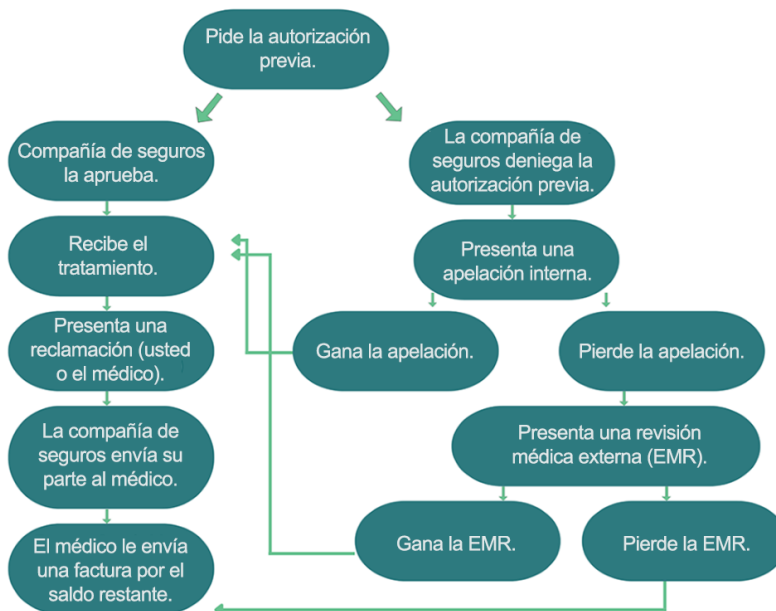 Pide la autorización
previa.
Compañía de seguros
la aprueba.
Recibe el
tratamiento.
Presenta una
reclamación (usted
o el médico).
La compañía de
seguros envía su
parte al médico.
El médico le envía
una factura por el
saldo restante.
La compañía de
seguros deniega la
autorización previa.
Presenta una
apelación interna.
Gana la apelación.
Pierde la apelación.
Presenta una revisión
médica externa (EMR).
Gana la EMR.
Pierde la EMR.